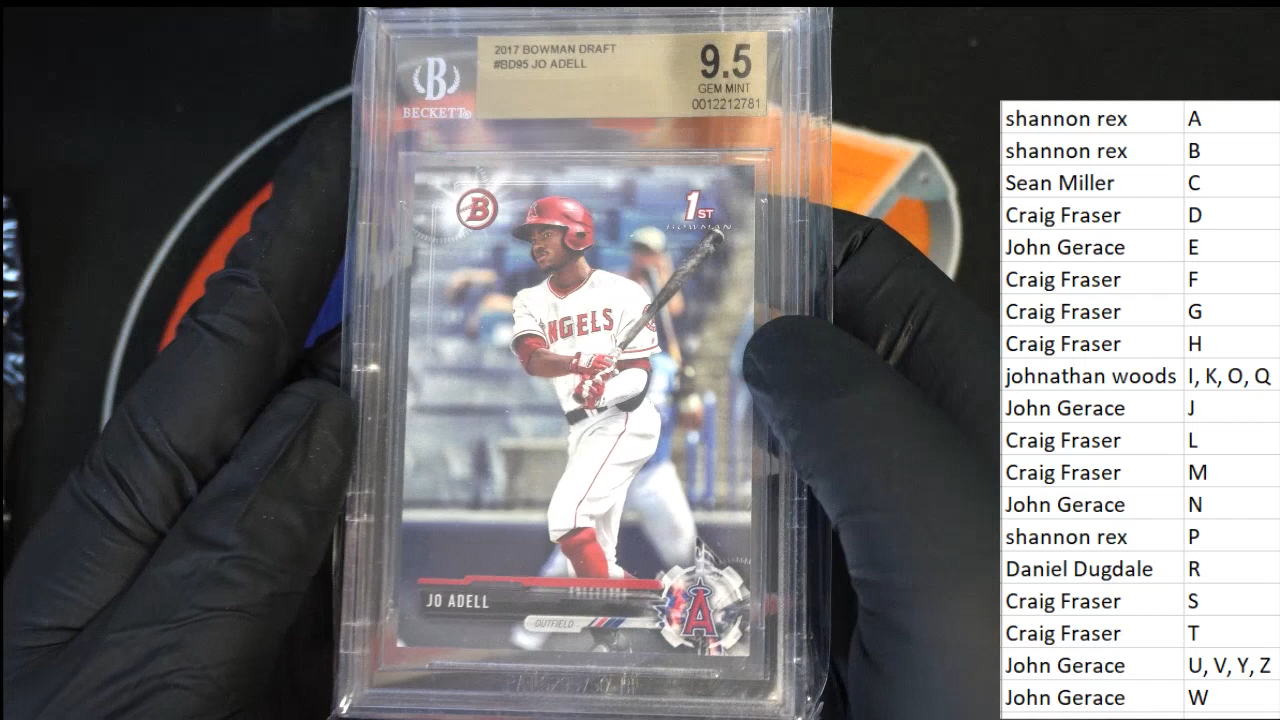 2017 BOWMAN DRAFT
#BD95 JO ADELL
9.5
GEM MINT
0012212781
B
BECKETT
B
1ST
BOWMAN
ANGELS
JO ADELL
OUTFIELD
A
shannon rex A
shannon rex B
Sean Miller C
Craig Fraser D
John Gerace E
Craig Fraser F
Craig Fraser G
Craig Fraser H
johnathan woods I, K, O, Q
John Gerace J
Craig Fraser L
Craig Fraser M
John Gerace N
shannon rex P
Daniel Dugdale R
Craig Fraser S
Craig Fraser T
John Gerace U, V, Y, Z
John Gerace W